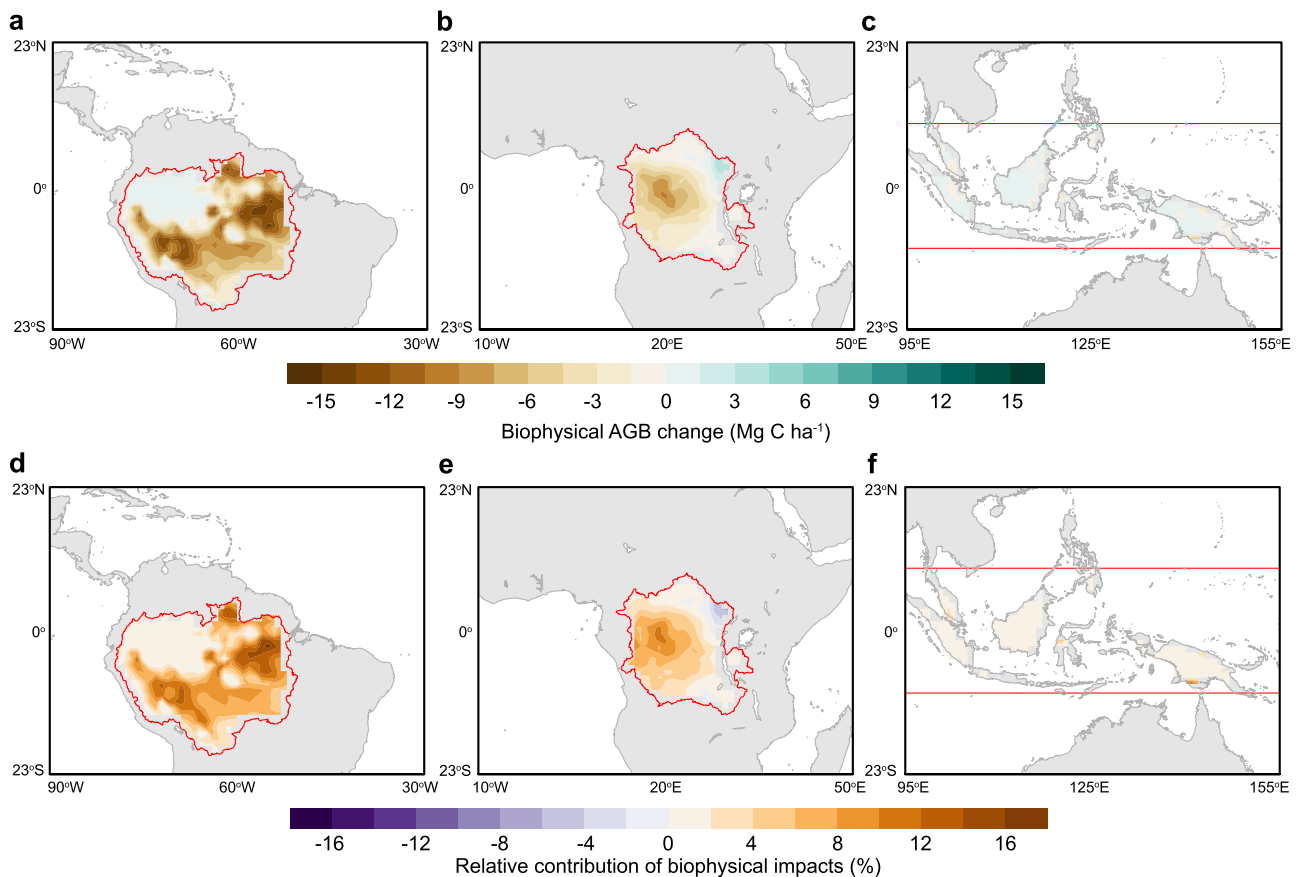 a b c
23°N 23°N 23°N
0° 0° 0°
23°S 23°S 23°S
90°W 60°W 30°W 10°W 20°E 50°E 95°E 125°E 155°E
-15 -12 -9 -6 -3 0 3 6 9 12 15
Biophysical AGB change (Mg C ha⁻¹)
d e f
23°N 23°N 23°N
0° 0° 0°
23°S 23°S 23°S
90°W 60°W 30°W 10°W 20°E 50°E 95°E 125°E 155°E
-16 -12 -8 -4 0 4 8 12 16
Relative contribution of biophysical impacts (%)